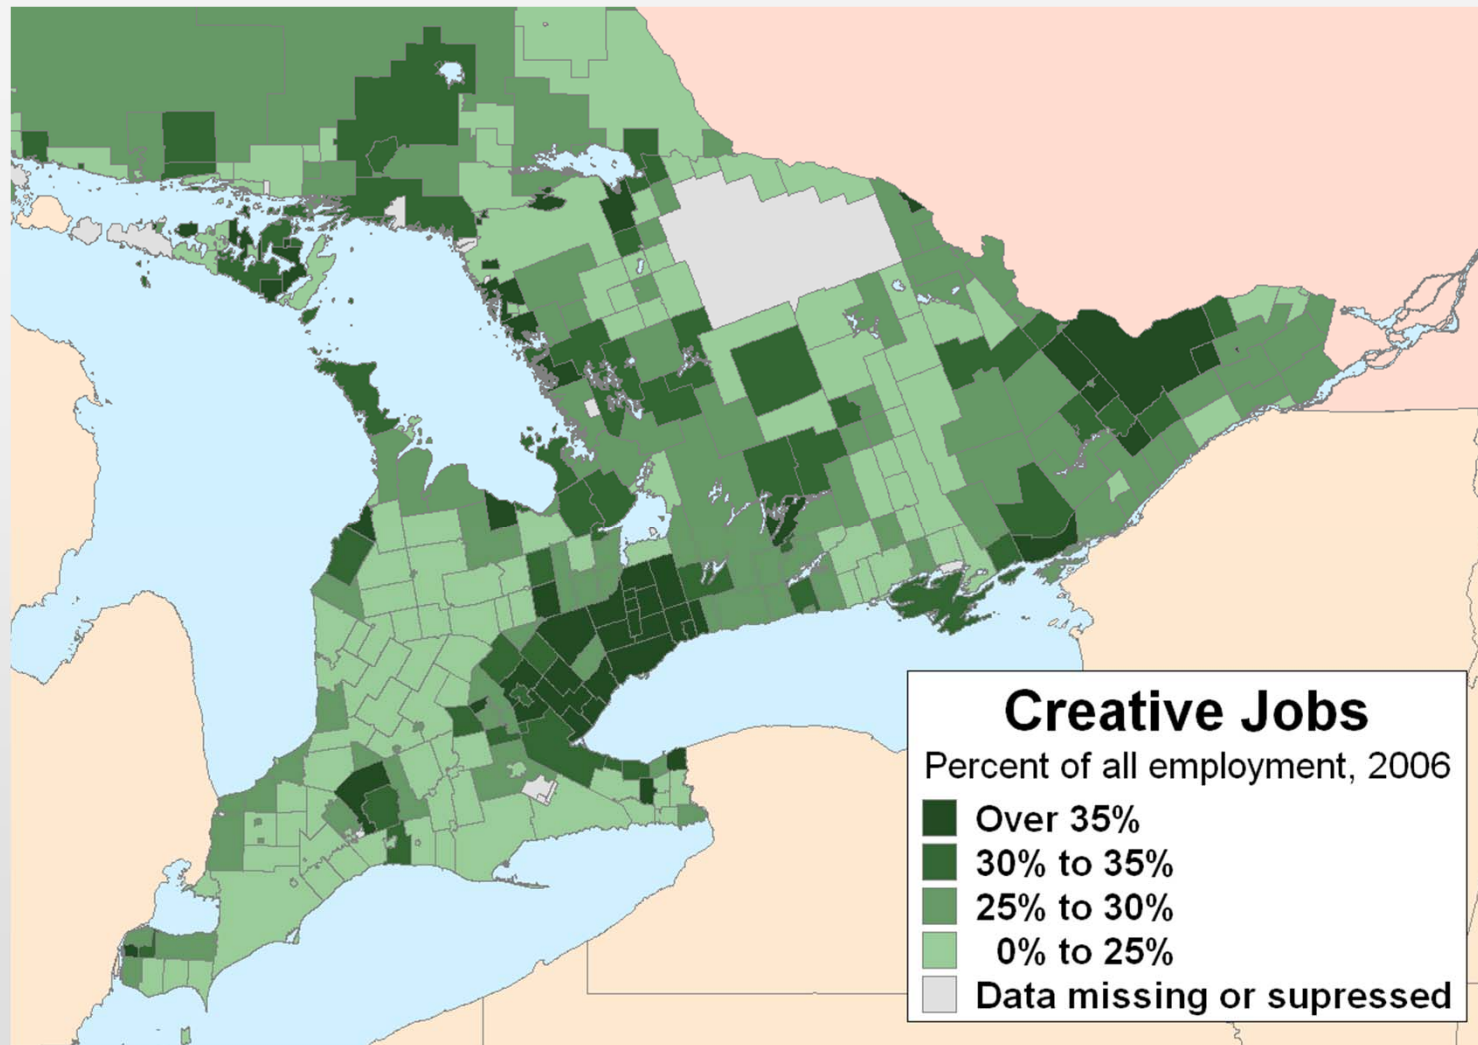 Creative Jobs
Percent of all employment, 2006
Over 35%
30% to 35%
25% to 30%
0% to 25%
Data missing or supressed